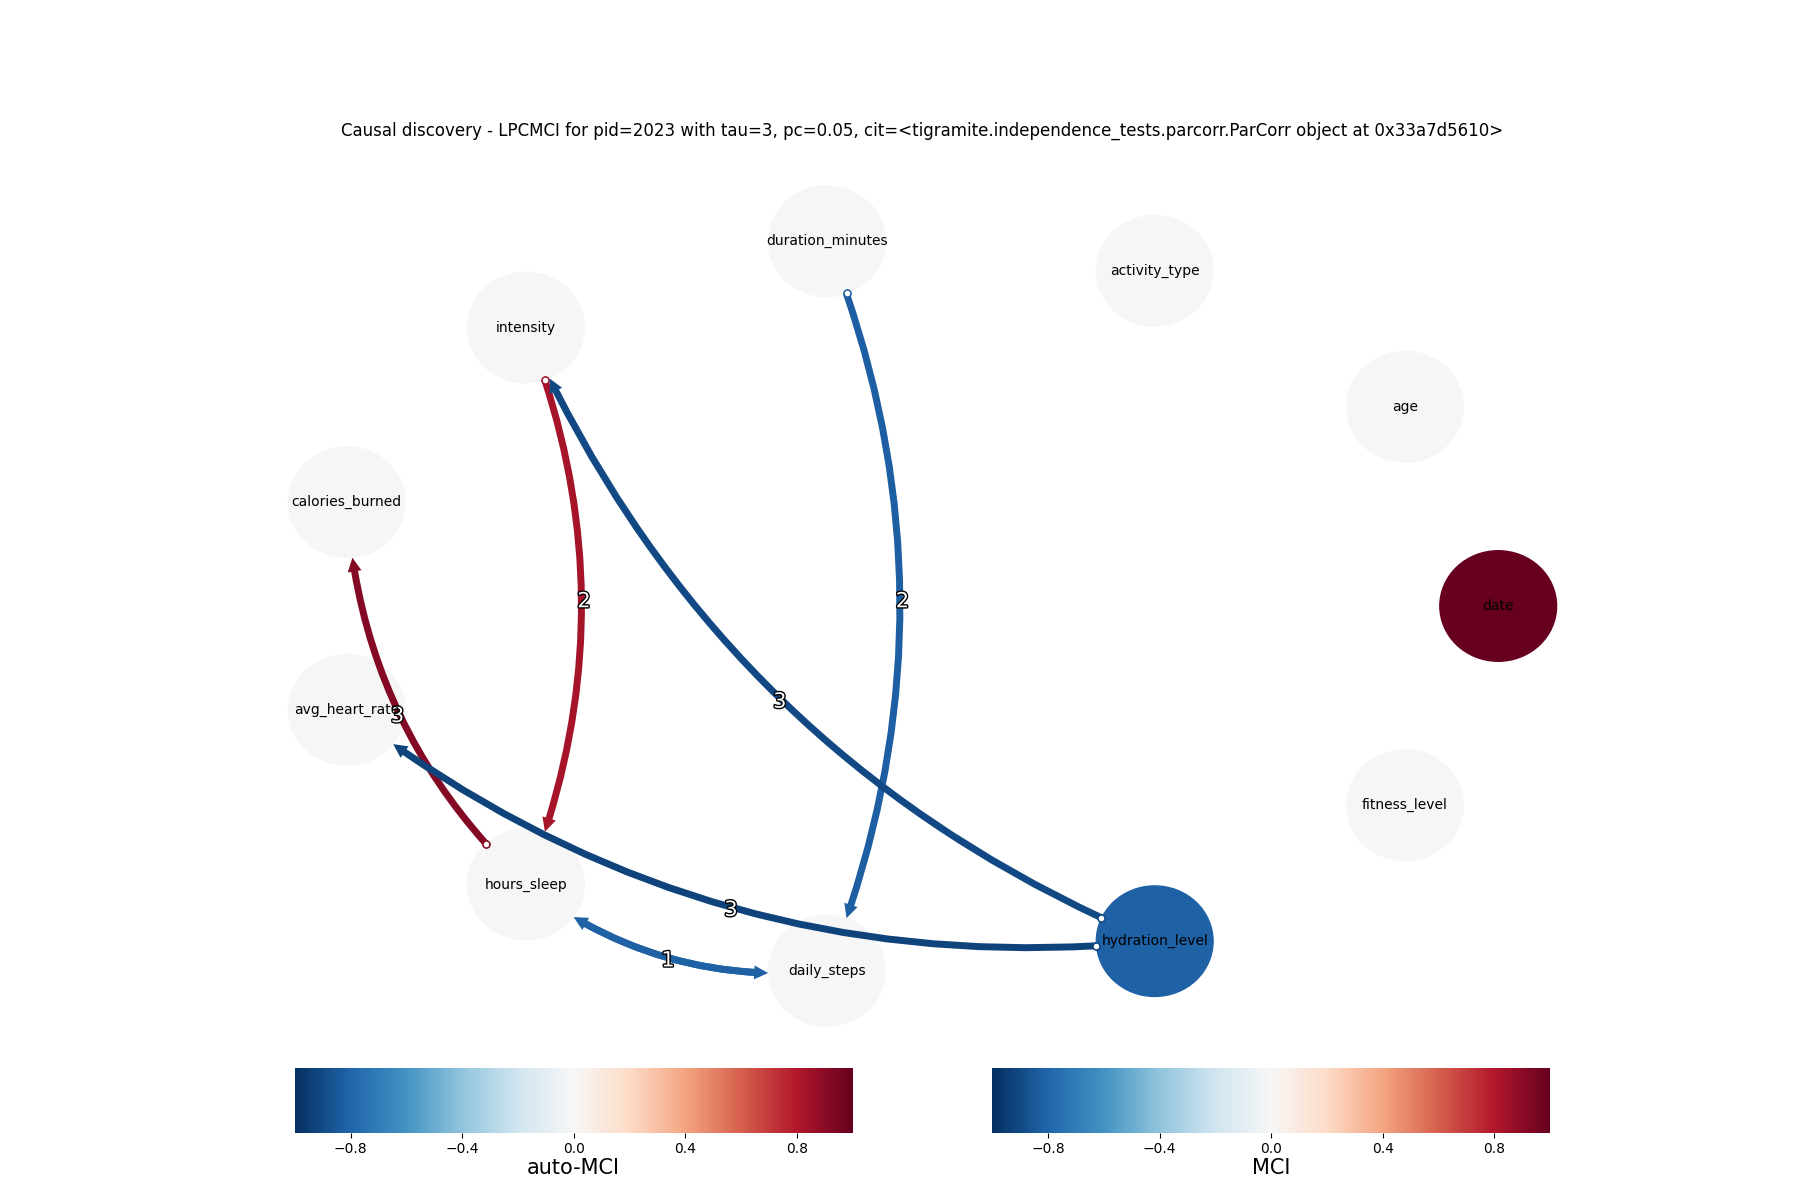 Causal discovery - LPCMCI for pid=2023 with tau=3, pc=0.05, cit=<tigramite.independence_tests.parcorr.ParCorr object at 0x33a7d5610>
duration_minutes
activity_type
intensity
age
calories_burned
2
2
date
3
avg_heart_rate
3
fitness_level
hours_sleep
3
hydration_level
1
daily_steps
−0.8 −0.4 0.0 0.4 0.8
auto-MCI
−0.8 −0.4 0.0 0.4 0.8
MCI